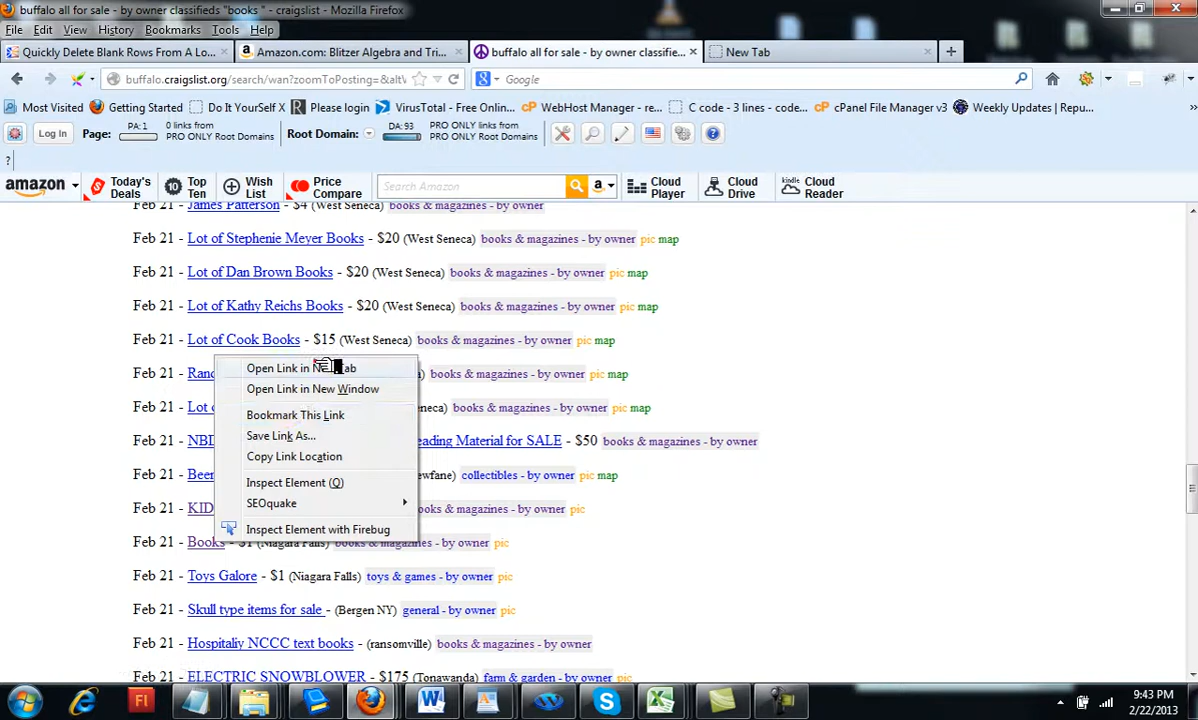 buffalo all for sale - by owner classifieds "books " - craigslist - Mozilla Firefox
File Edit View History Bookmarks Tools Help
Quickly Delete Blank Rows From A Lo... Amazon.com: Blitzer Algebra and Tri... buffalo all for sale - by owner classifie... New Tab
buffalo.craigslist.org/search/wan?zoomToPosting=&altV Google
Most Visited Getting Started Do It YourSelf X Please login VirusTotal - Free Onlin... WebHost Manager - re... C code - 3 lines - code... cPanel File Manager v3 Weekly Updates | Repu...
Log In Page: PA: 1 0 links from PRO ONLY Root Domains Root Domain: DA: 93 PRO ONLY links from PRO ONLY Root Domains
?
amazon Today's Deals Top Ten Wish List Price Compare Search Amazon Cloud Player Cloud Drive kindle Cloud Reader
Feb 21 - James Patterson - $4 (West Seneca) books & magazines - by owner
Feb 21 - Lot of Stephenie Meyer Books - $20 (West Seneca) books & magazines - by owner pic map
Feb 21 - Lot of Dan Brown Books - $20 (West Seneca) books & magazines - by owner pic map
Feb 21 - Lot of Kathy Reichs Books - $20 (West Seneca) books & magazines - by owner pic map
Feb 21 - Lot of Cook Books - $15 (West Seneca) books & magazines - by owner pic map
Open Link in New Tab
Feb 21 - books & magazines - by owner pic map
Open Link in New Window
Feb 21 - Lot books & magazines - by owner pic map
Bookmark This Link
Save Link As...
Feb 21 - NBI eading Material for SALE - $50 books & magazines - by owner
Copy Link Location
Feb 21 - Beer collectibles - by owner pic map
Inspect Element (Q)
SEOquake
Feb 21 - KID books & magazines - by owner pic
Inspect Element with Firebug
Feb 21 - Books - $1 (Niagara Falls) books & magazines - by owner pic
Feb 21 - Toys Galore - $1 (Niagara Falls) toys & games - by owner pic
Feb 21 - Skull type items for sale - (Bergen NY) general - by owner pic
Feb 21 - Hospitaliy NCCC text books - (ransomville) books & magazines - by owner
Feb 21 - ELECTRIC SNOWBLOWER - $175 (Tonawanda) farm & garden - by owner pic
9:43 PM
2/22/2013